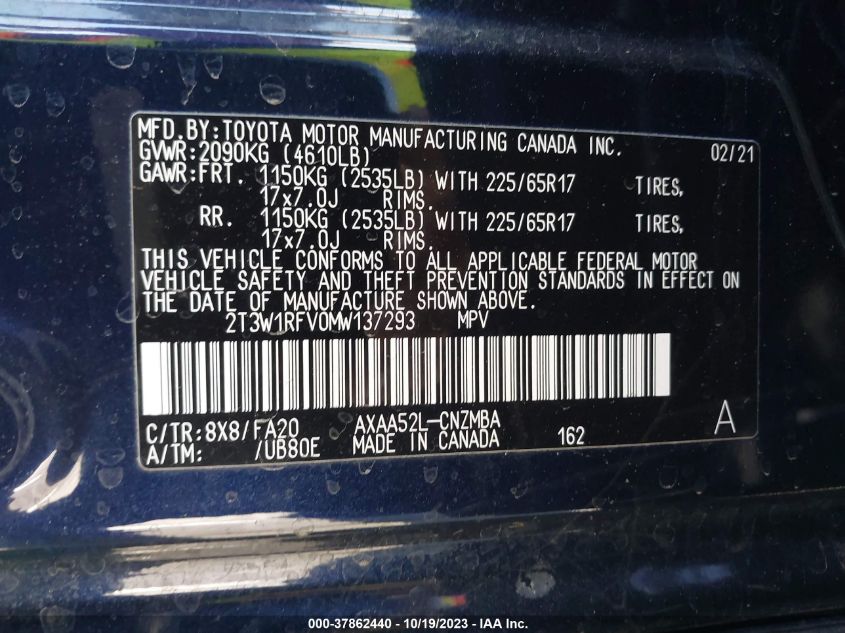 MFD.BY:TOYOTA MOTOR MANUFACTURING CANADA INC. 02/21
GVWR:2090KG (4610LB)
GAWR:FRT. 1150KG (2535LB) WITH 225/65R17 TIRES,
17x7.0J RIMS.
RR. 1150KG (2535LB) WITH 225/65R17 TIRES,
17x7.0J RIMS.
THIS VEHICLE CONFORMS TO ALL APPLICABLE FEDERAL MOTOR
VEHICLE SAFETY AND THEFT PREVENTION STANDARDS IN EFFECT ON
THE DATE OF MANUFACTURE SHOWN ABOVE.
2T3W1RFV0MW137293 MPV
C/TR:8X8/FA20 AXAA52L-CNZMBA A
A/TM: /UB80E MADE IN CANADA 162
000-37862440 - 10/19/2023 - IAA Inc.